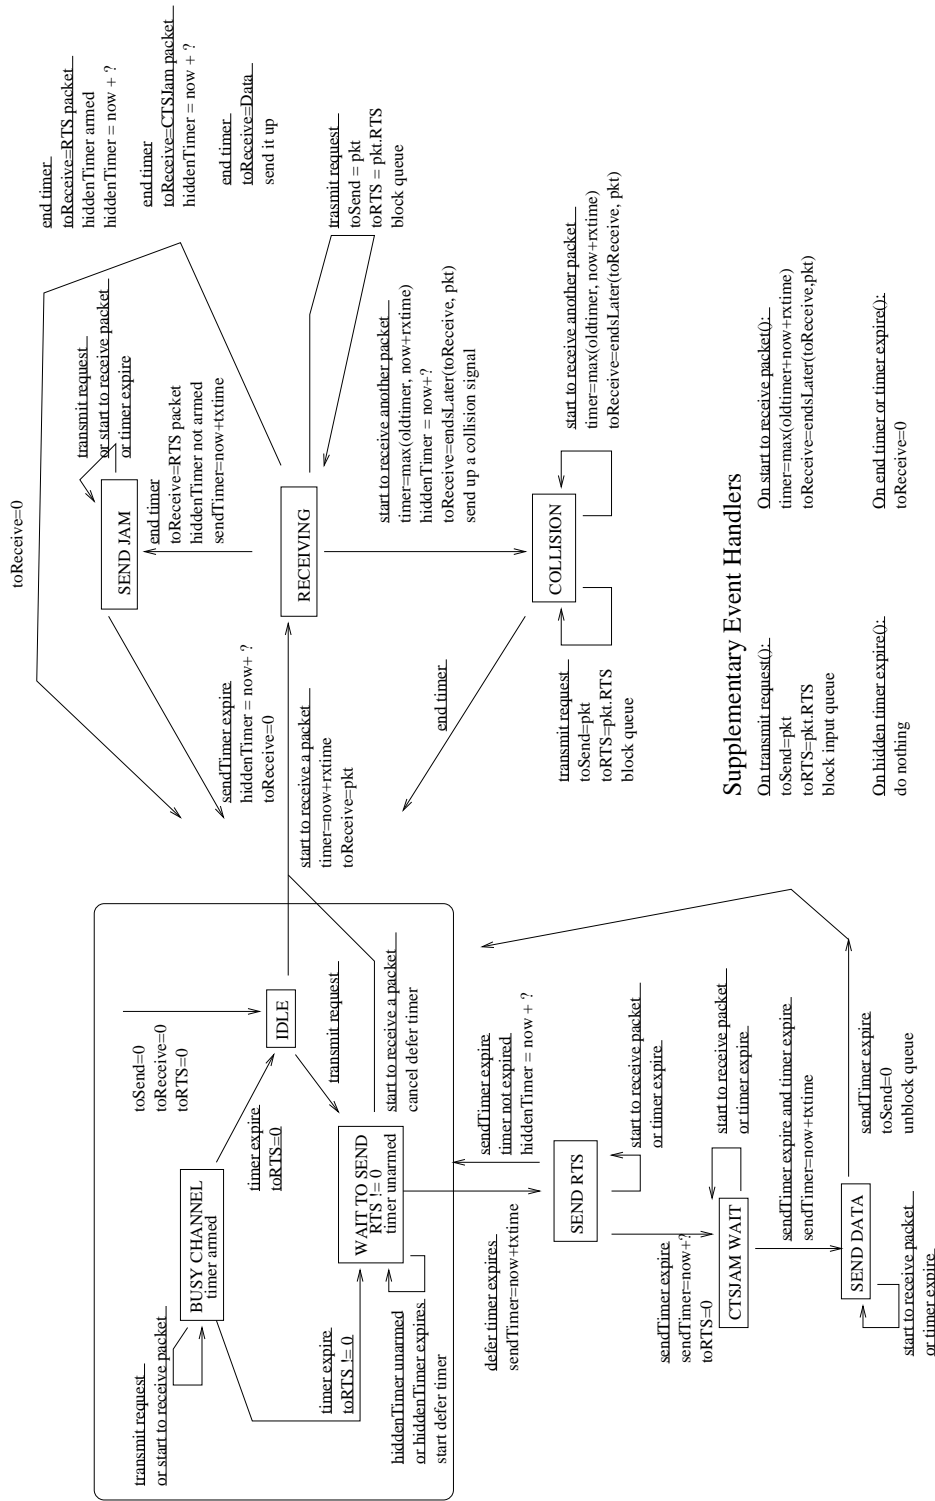 toReceive=0
end timer
toReceive=RTS packet
hiddenTimer armed
hiddenTimer = now + ?
end timer
toReceive=CTSJam packet
hiddenTimer = now + ?
end timer
toReceive=Data
send it up
transmit request
or start to receive packet
or timer expire
SEND JAM
end timer
toReceive=RTS packet
hiddenTimer not armed
sendTimer=now+txtime
sendTimer expire
hiddenTimer = now+ ?
toReceive=0
trasmit request
toSend = pkt
toRTS = pkt.RTS
block queue
RECEIVING
start to receive a packet
timer=now+rxtime
toReceive=pkt
start to receive another packet
timer=max(oldtimer, now+rxtime)
hiddenTimer = now+?
toReceive=endsLater(toReceive, pkt)
send up a collision signal
end timer
COLLISION
start to receive another packet
timer=max(oldtimer, now+rxtime)
toReceive=endsLater(toReceive, pkt)
transmit request
toSend=pkt
toRTS=pkt.RTS
block queue
transmit request
or start to receive packet
BUSY CHANNEL
timer armed
toSend=0
toReceive=0
toRTS=0
timer expire
toRTS=0
IDLE
transmit request
timer expire
toRTS != 0
WAIT TO SEND
RTS != 0
timer unarmed
start to receive a packet
cancel defer timer
hiddenTimer unarmed
or hiddenTimer expires
start defer timer
defer timer expires
sendTimer=now+txtime
sendTimer expire
timer not expired
hiddenTimer = now + ?
SEND RTS
start to receive packet
or timer expire
sendTimer expire
sendTimer=now+?
toRTS=0
CTSJAM WAIT
start to receive packet
or timer expire
sendTimer expire and timer expire
sendTimer=now+txtime
SEND DATA
start to receive packet
or timer expire
sendTimer expire
toSend=0
unblock queue
Supplementary Event Handlers
On transmit request():
toSend=pkt
toRTS=pkt.RTS
block input queue
On start to receive packet():
timer=max(oldtimer+now+rxtime)
toReceive=endsLater(toReceive,pkt)
On hidden timer expire():
do nothing
On end timer or timer expire():
toReceive=0